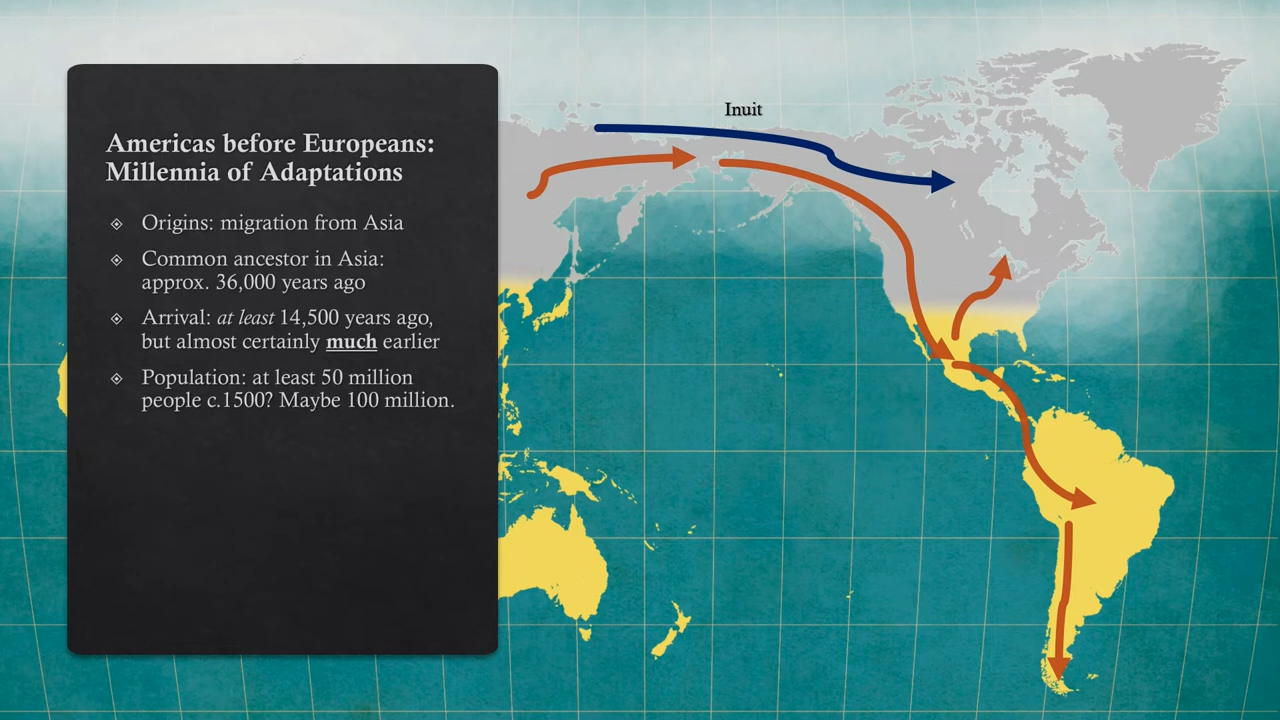 Inuit
Americas before Europeans:
Millennia of Adaptations
Origins: migration from Asia
Common ancestor in Asia:
approx. 36,000 years ago
Arrival: at least 14,500 years ago,
but almost certainly much earlier
Population: at least 50 million
people c.1500? Maybe 100 million.